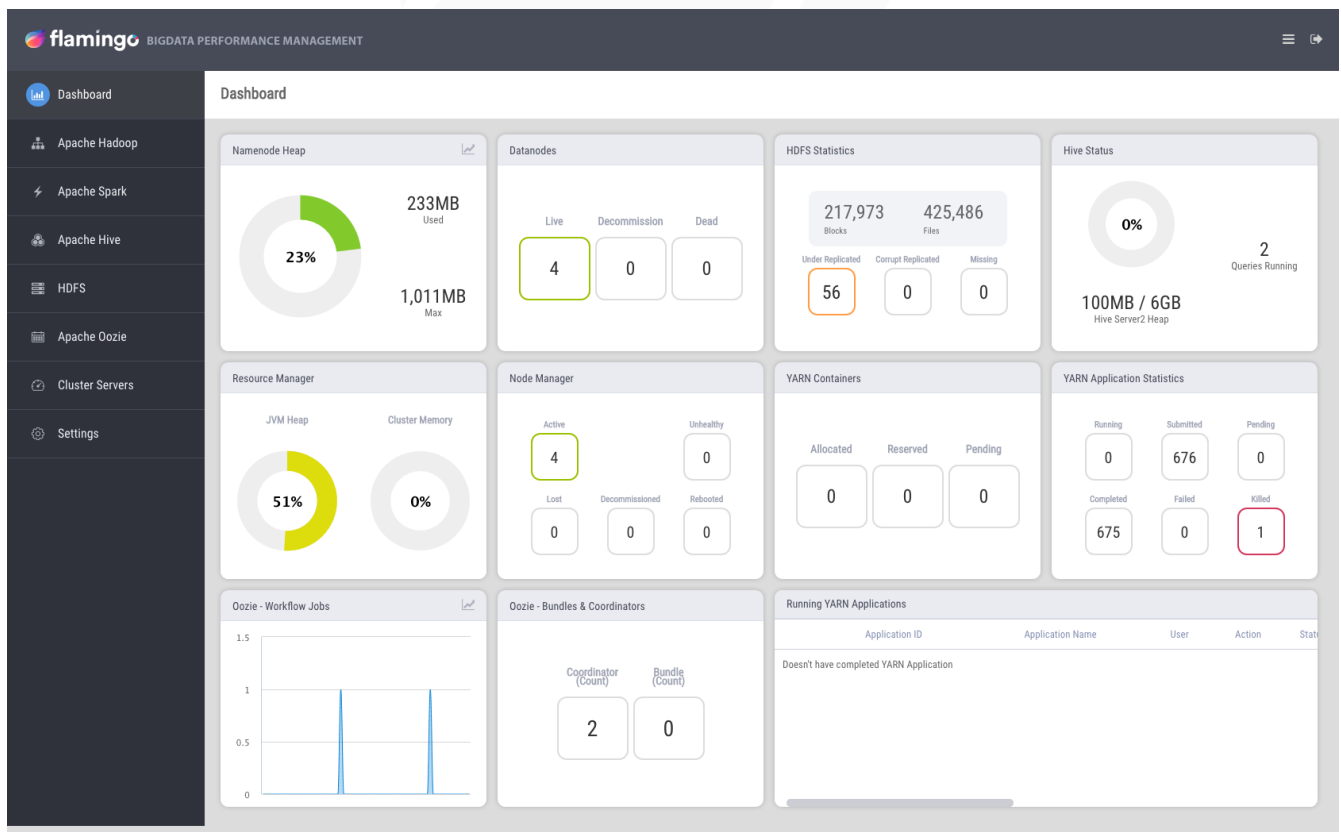 flamingo BIGDATA PERFORMANCE MANAGEMENT
Dashboard
Apache Hadoop
Apache Spark
Apache Hive
HDFS
Apache Oozie
Cluster Servers
Settings
Dashboard
Namenode Heap
23%
233MB
Used
1,011MB
Max
Datanodes
Live Decommission Dead
4 0 0
HDFS Statistics
217,973 425,486
Blocks Files
Under Replicated Corrupt Replicated Missing
56 0 0
Hive Status
0%
2
Queries Running
100MB / 6GB
Hive Server2 Heap
Resource Manager
JVM Heap Cluster Memory
51% 0%
Node Manager
Active Unhealthy
4 0
Lost Decommissioned Rebooted
0 0 0
YARN Containers
Allocated Reserved Pending
0 0 0
YARN Application Statistics
Running Submitted Pending
0 676 0
Completed Failed Killed
675 0 1
Oozie - Workflow Jobs
1.5
1
0.5
0
Oozie - Bundles & Coordinators
Coordinator Bundle
(Count) (Count)
2 0
Running YARN Applications
Application ID Application Name User Action State
Doesn't have completed YARN Application